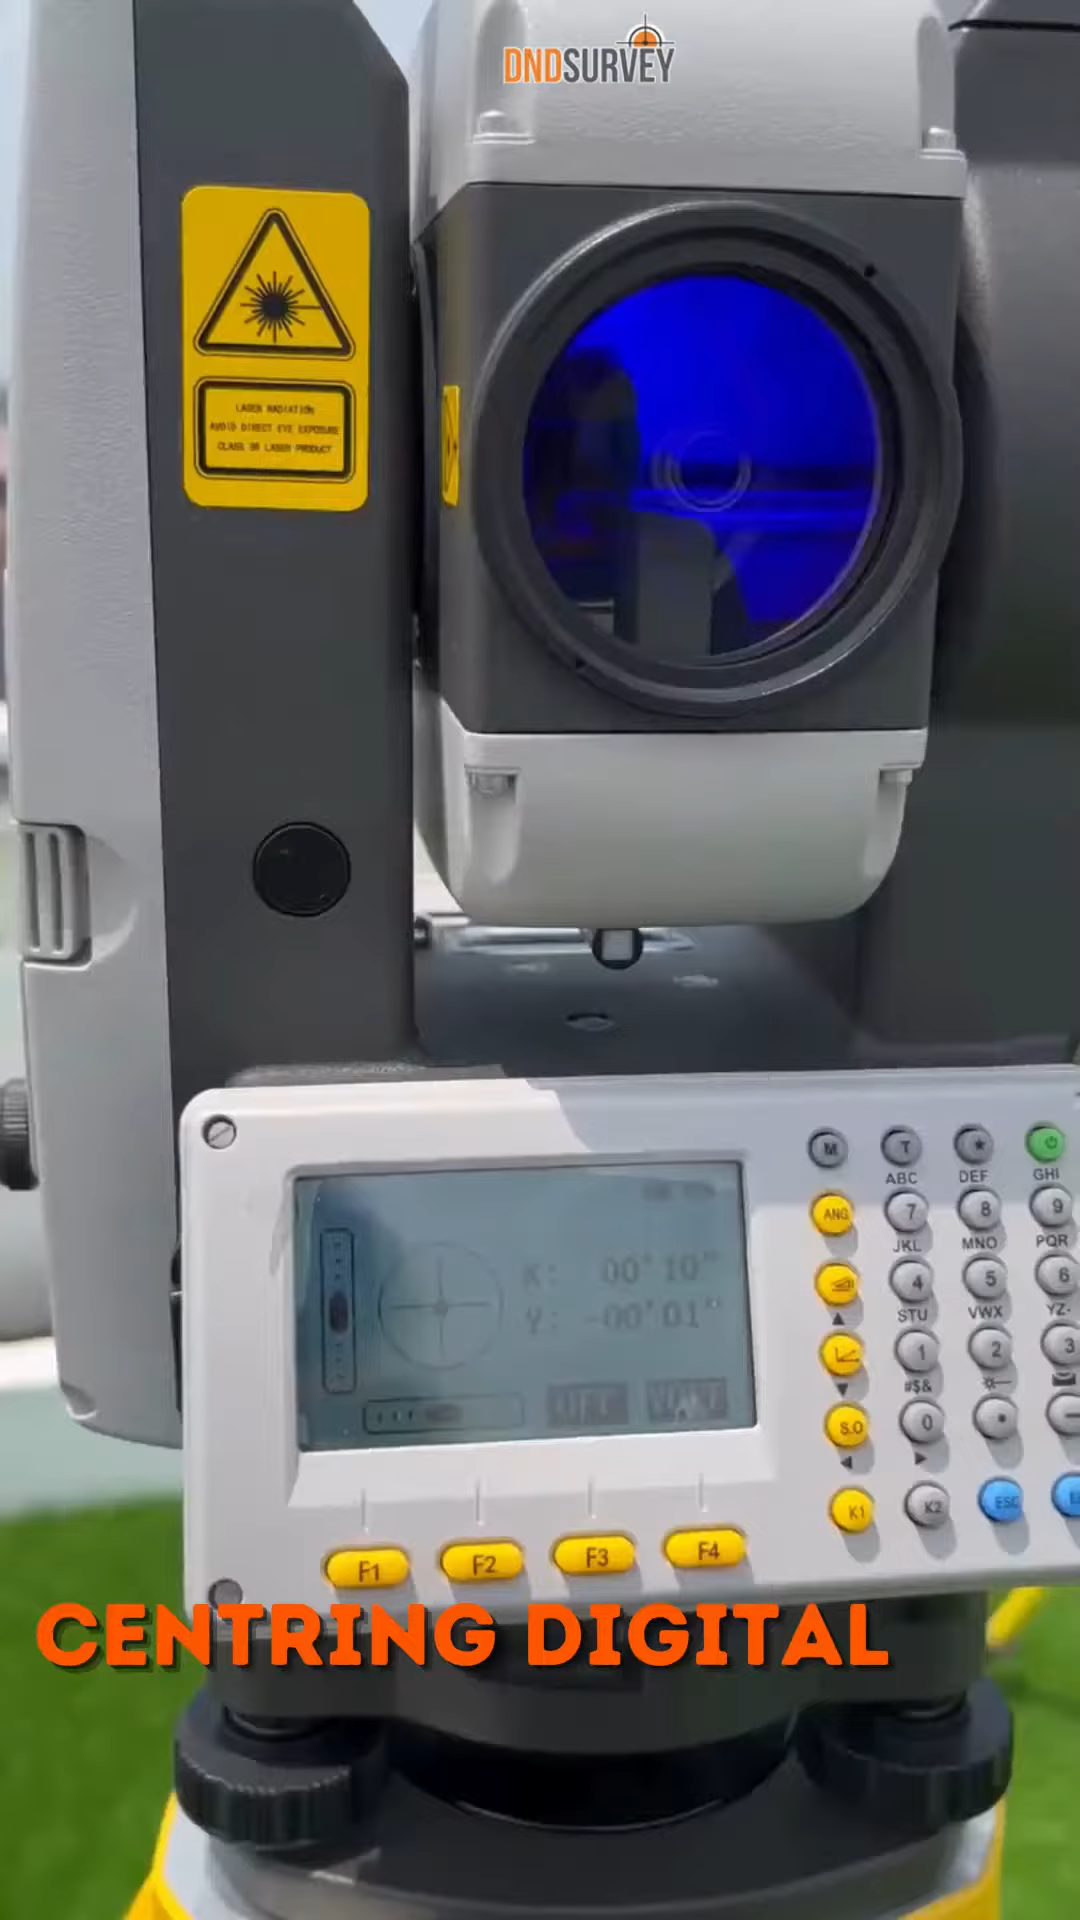 DNDSURVEY
LASER RADIATION
AVOID DIRECT EYE EXPOSURE
CLASS 3R LASER PRODUCT
X: 00'10"
Y: -00'01"
M T ★
ABC DEF GHI
ANG 7 8 9
JKL MNO PQR
4 5 6
STU VWX YZ
1 2 3
#$&
S.O 0 •
K1 K2 ESC
F1 F2 F3 F4
CENTRING DIGITAL